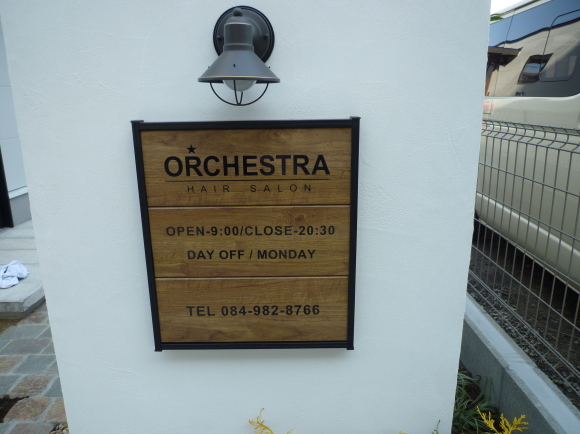 ORCHESTRA
HAIR SALON
OPEN-9:00/CLOSE-20:30
DAY OFF / MONDAY
TEL 084-982-8766